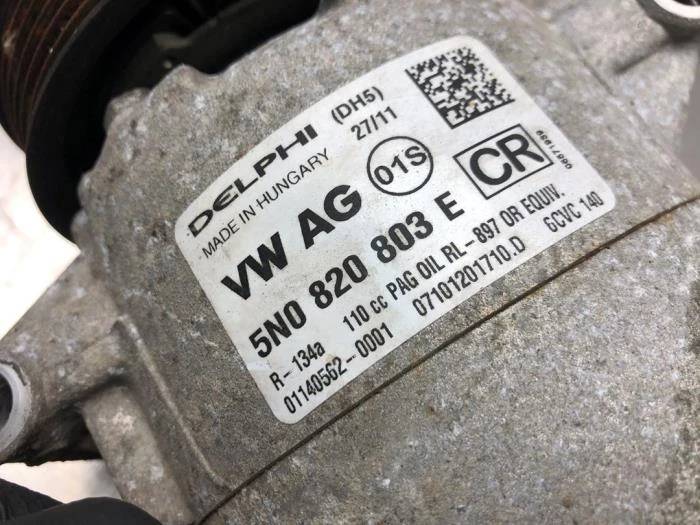 DELPHI (DH5)
MADE IN HUNGARY 27/11
VW AG 01S CR
5N0 820 803 E
R-134a 110 cc PAG OIL RL-897 OR EQUIV.
01140562-0001 07101201710.D 6CVC 140